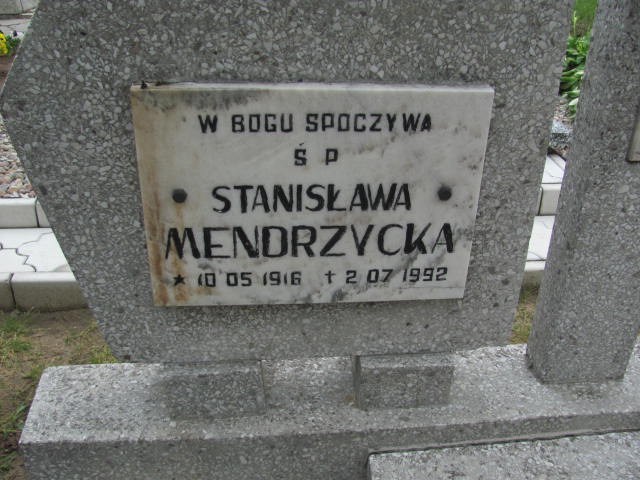 W BOGU SPOCZYWA
Ś P
STANISŁAWA
MENDRZYCKA
* 10 05 1916 † 2 07 1992